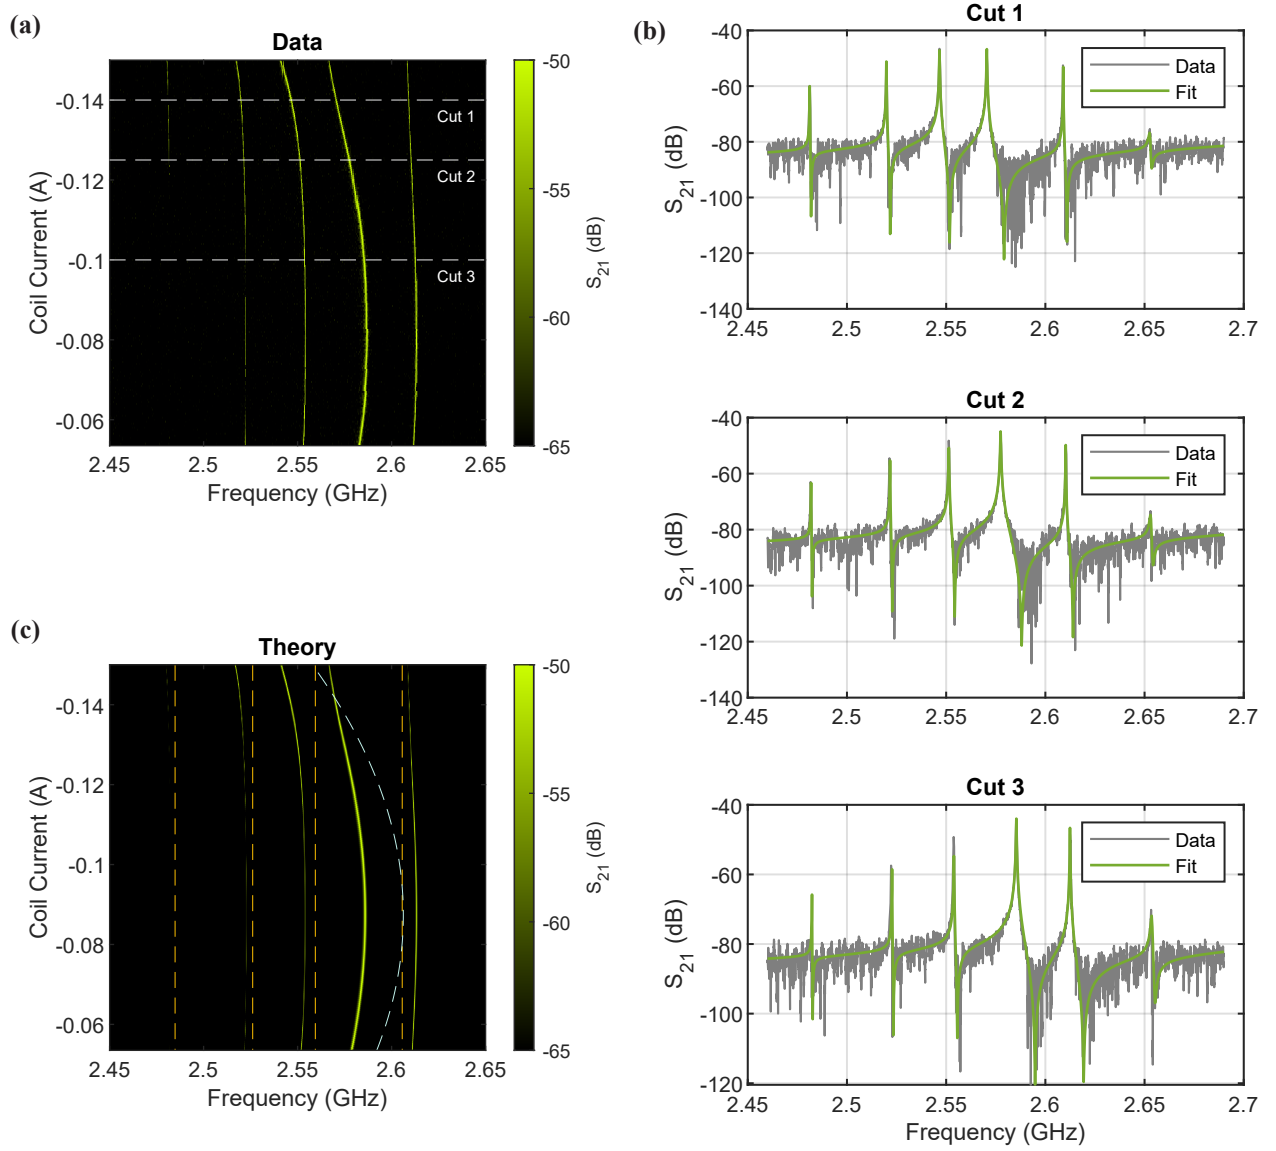 (a)
Data
-0.14
-0.12
-0.1
-0.08
-0.06
Coil Current (A)
Cut 1
Cut 2
Cut 3
2.45
2.5
2.55
2.6
2.65
Frequency (GHz)
-50
-55
-60
-65
S21 (dB)
(b)
Cut 1
-40
-60
-80
-100
-120
-140
S21 (dB)
Data
Fit
2.45
2.5
2.55
2.6
2.65
2.7
Cut 2
-40
-60
-80
-100
-120
-140
S21 (dB)
Data
Fit
2.45
2.5
2.55
2.6
2.65
2.7
Cut 3
-40
-60
-80
-100
-120
S21 (dB)
Data
Fit
2.45
2.5
2.55
2.6
2.65
2.7
Frequency (GHz)
(c)
Theory
-0.14
-0.12
-0.1
-0.08
-0.06
Coil Current (A)
2.45
2.5
2.55
2.6
2.65
Frequency (GHz)
-50
-55
-60
-65
S21 (dB)